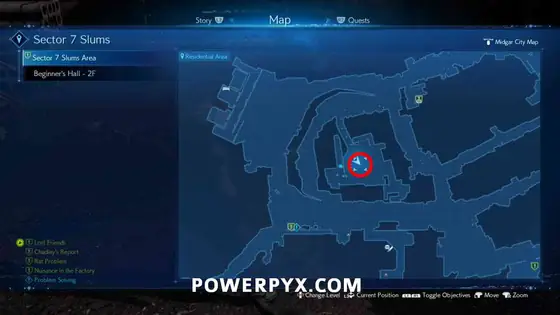 Story Map Quests
Sector 7 Slums
Midgar City Map
Sector 7 Slums Area
Beginner's Hall - 2F
Residential Area
Lost Friends
Chadley's Report
Rat Problem
Nuisance in the Factory
Problem Solving
POWERPYX.COM
Change Level Current Position Toggle Objectives Move Zoom